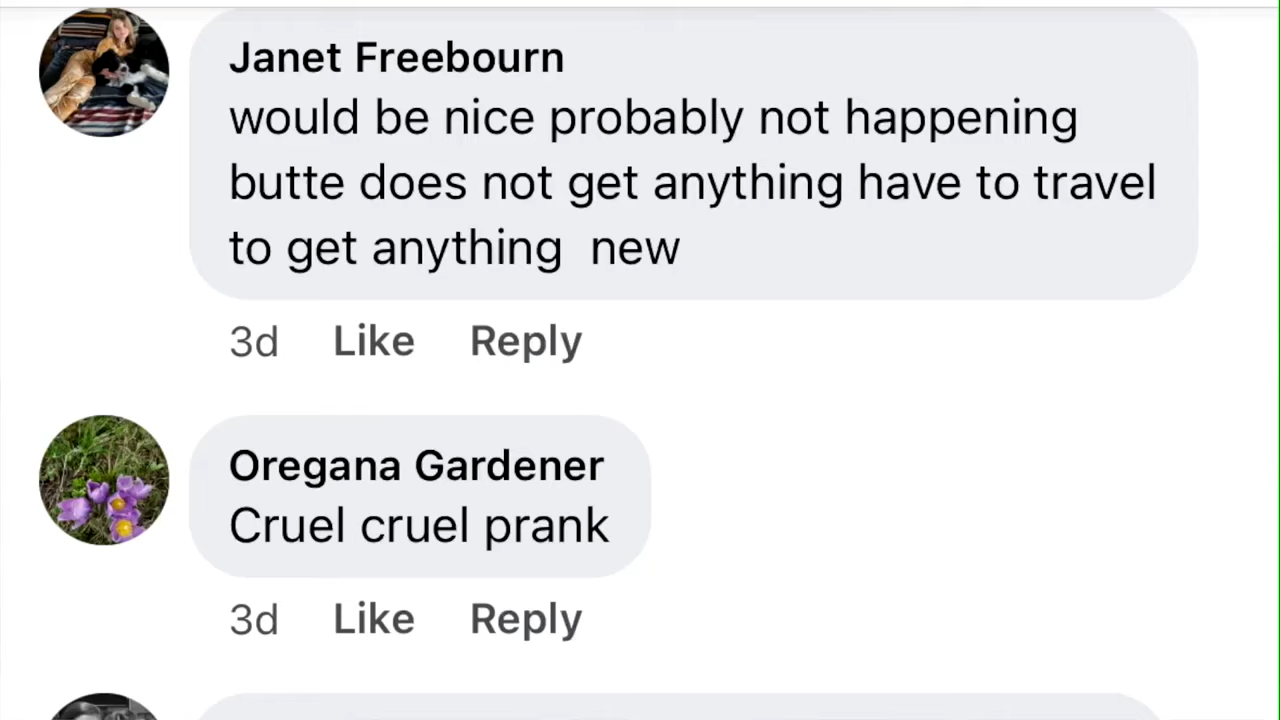 Janet Freebourn
would be nice probably not happening
butte does not get anything have to travel
to get anything  new
3d Like Reply
Oregana Gardener
Cruel cruel prank
3d Like Reply